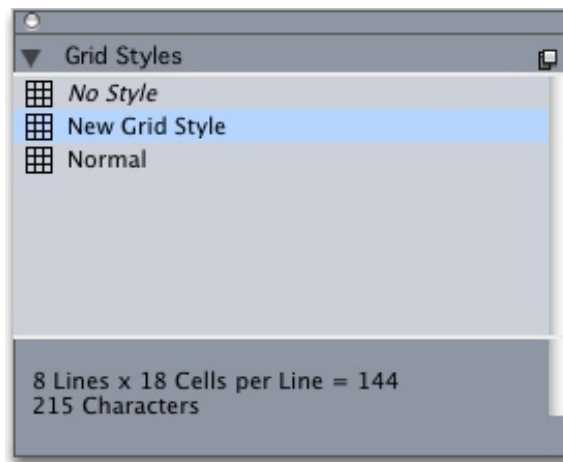 Grid Styles
No Style
New Grid Style
Normal
8 Lines x 18 Cells per Line = 144
215 Characters